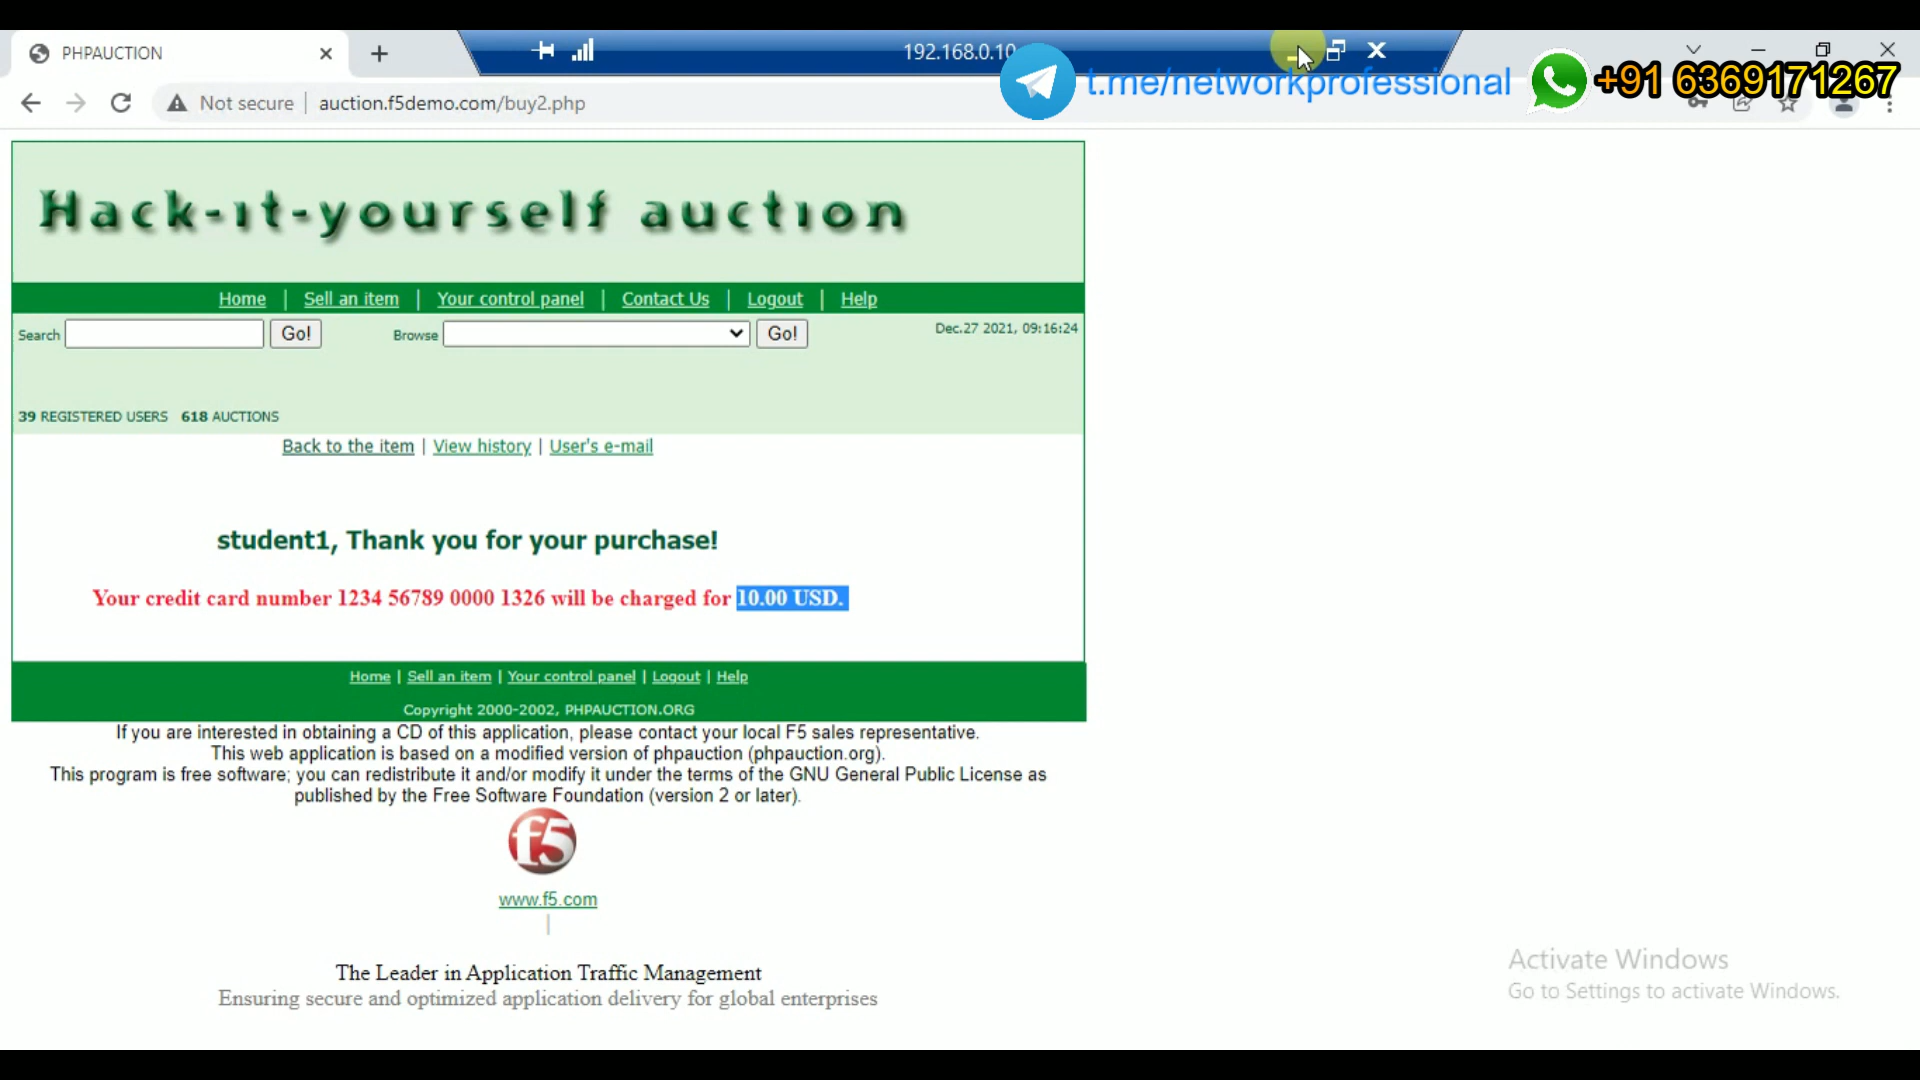 PHPAUCTION
192.168.0.10
t.me/networkprofessional
+91 6369171267
Not secure
auction.f5demo.com/buy2.php
Hack-it-yourself auction
Home | Sell an item | Your control panel | Contact Us | Logout | Help
Search Go! Browse Go! Dec.27 2021, 09:16:24
39 REGISTERED USERS 618 AUCTIONS
Back to the item | View history | User's e-mail
student1, Thank you for your purchase!
Your credit card number 1234 56789 0000 1326 will be charged for 10.00 USD.
Home | Sell an item | Your control panel | Logout | Help
Copyright 2000-2002, PHPAUCTION.ORG
If you are interested in obtaining a CD of this application, please contact your local F5 sales representative.
This web application is based on a modified version of phpauction (phpauction.org).
This program is free software; you can redistribute it and/or modify it under the terms of the GNU General Public License as
published by the Free Software Foundation (version 2 or later).
f5
www.f5.com
|
The Leader in Application Traffic Management
Ensuring secure and optimized application delivery for global enterprises
Activate Windows
Go to Settings to activate Windows.